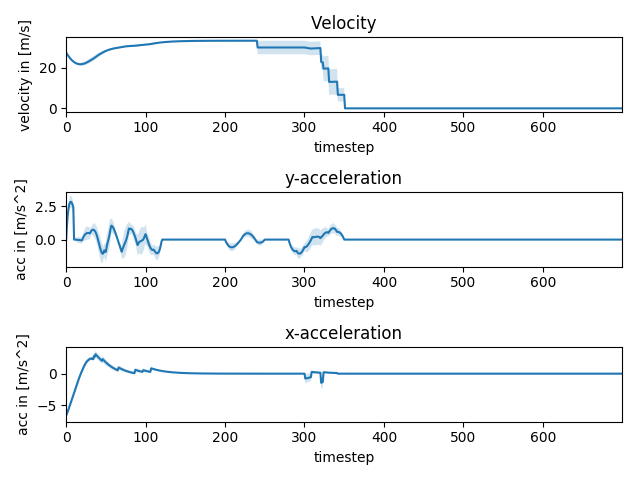 Velocity
velocity in [m/s]
20
0
0 100 200 300 400 500 600
timestep
y-acceleration
acc in [m/s^2]
2.5
0.0
0 100 200 300 400 500 600
timestep
x-acceleration
acc in [m/s^2]
0
−5
0 100 200 300 400 500 600
timestep